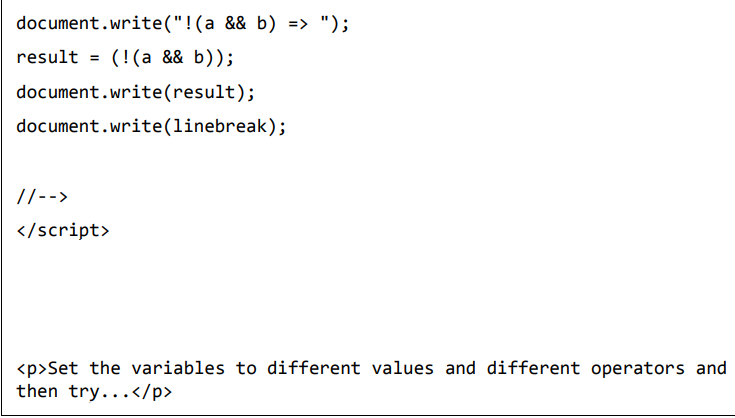 document.write("!(a && b) => ");
result = (!(a && b));
document.write(result);
document.write(linebreak);
//-->
</script>
<p>Set the variables to different values and different operators and
then try...</p>